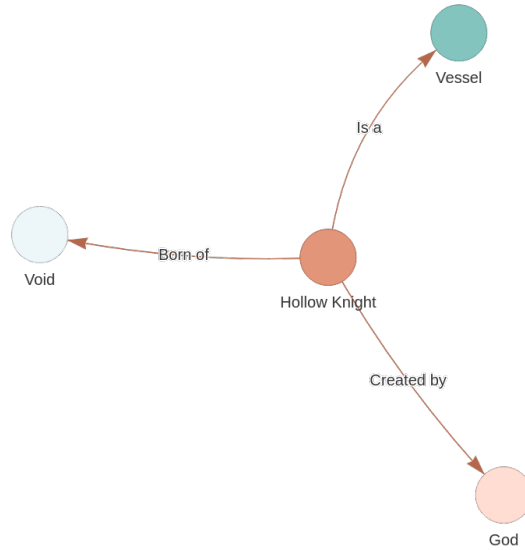 Vessel
Is a
Born of
Void
Hollow Knight
Created by
God